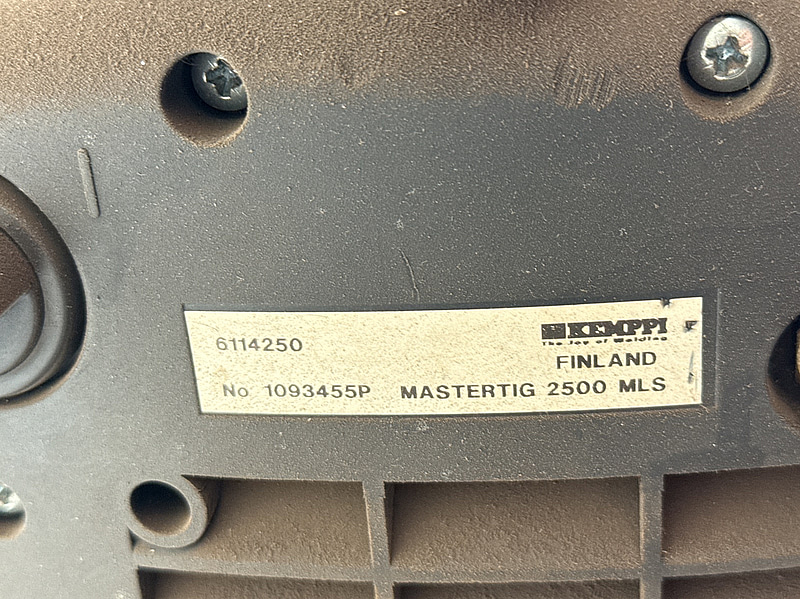 6114250
KEMPPI
The Joy of Welding
FINLAND
No 1093455P MASTERTIG 2500 MLS